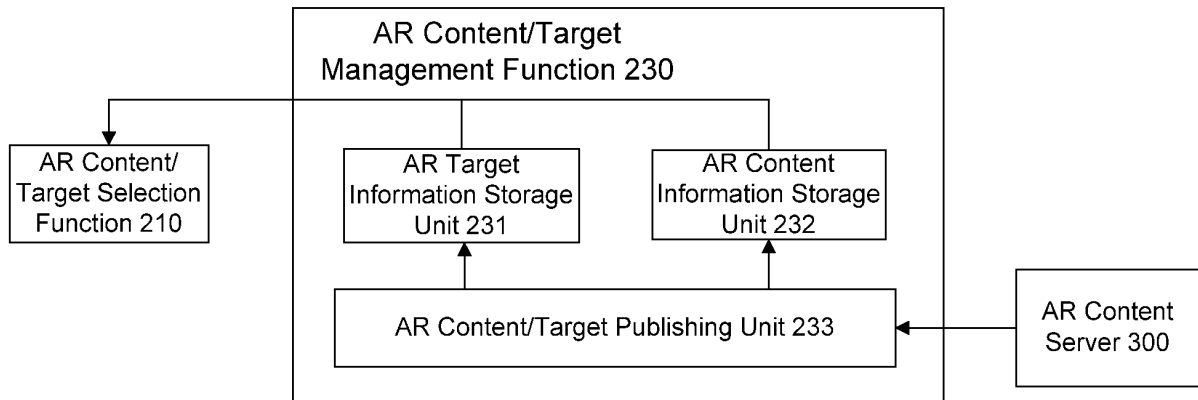 AR Content/Target
Management Function 230
AR Content/
Target Selection
Function 210
AR Target
Information Storage
Unit 231
AR Content
Information Storage
Unit 232
AR Content/Target Publishing Unit 233
AR Content
Server 300